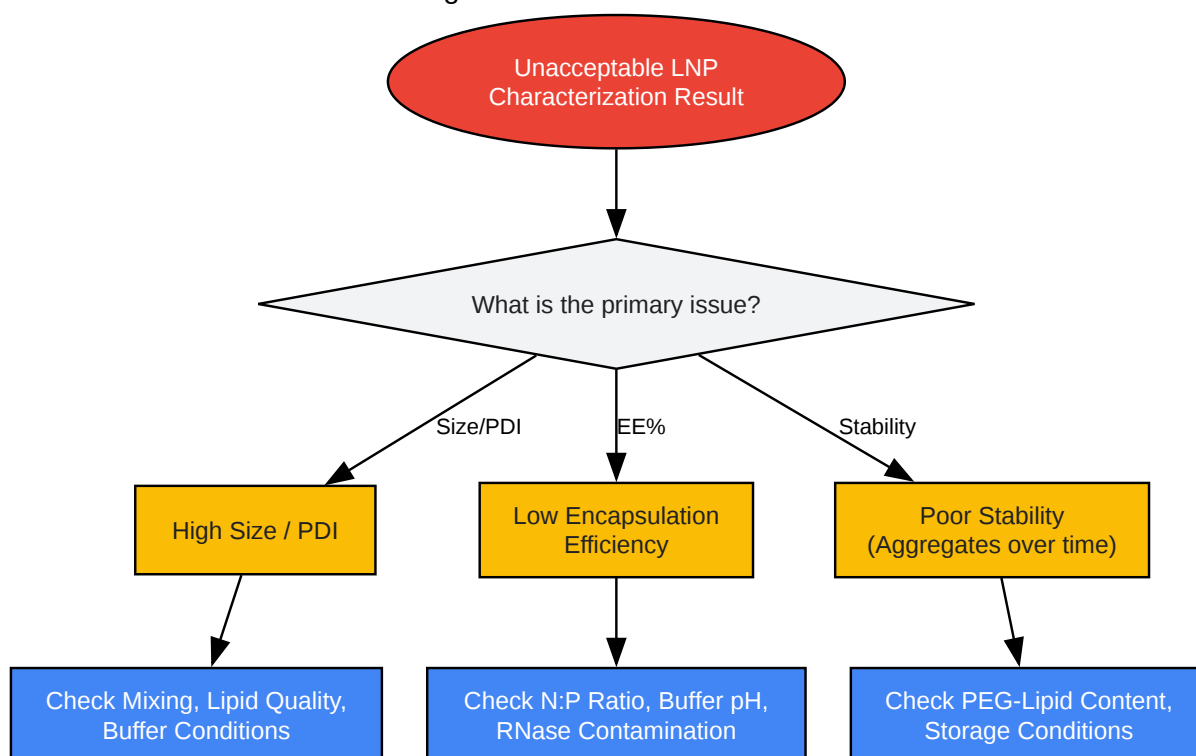 Unacceptable LNP
Characterization Result
What is the primary issue?
Size/PDI
EE%
Stability
High Size / PDI
Low Encapsulation
Efficiency
Poor Stability
(Aggregates over time)
Check Mixing, Lipid Quality,
Buffer Conditions
Check N:P Ratio, Buffer pH,
RNase Contamination
Check PEG-Lipid Content,
Storage Conditions